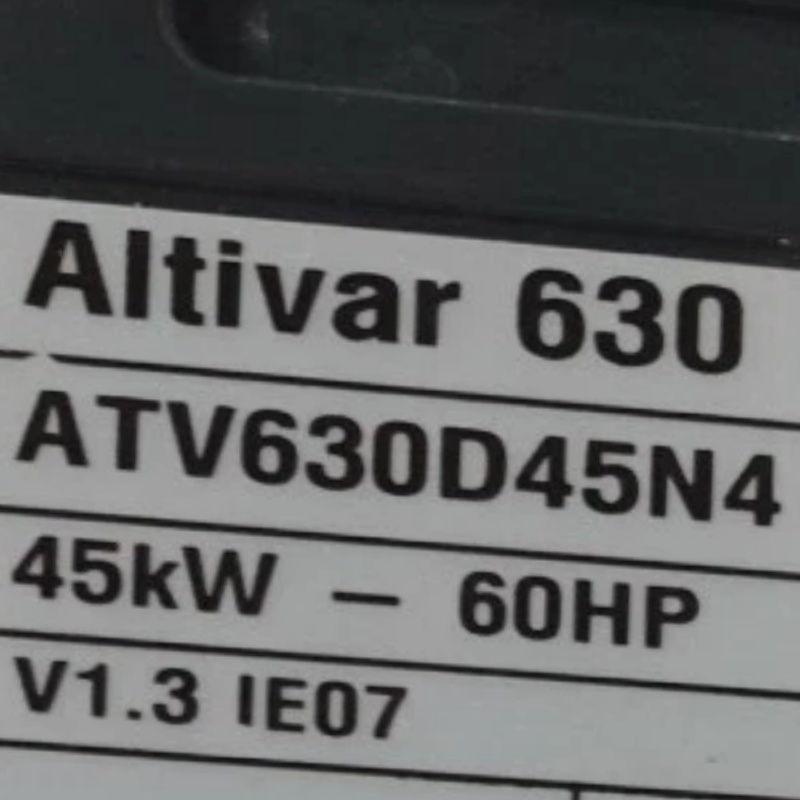 Altivar 630
ATV630D45N4
45kW – 60HP
V1.3 IE07